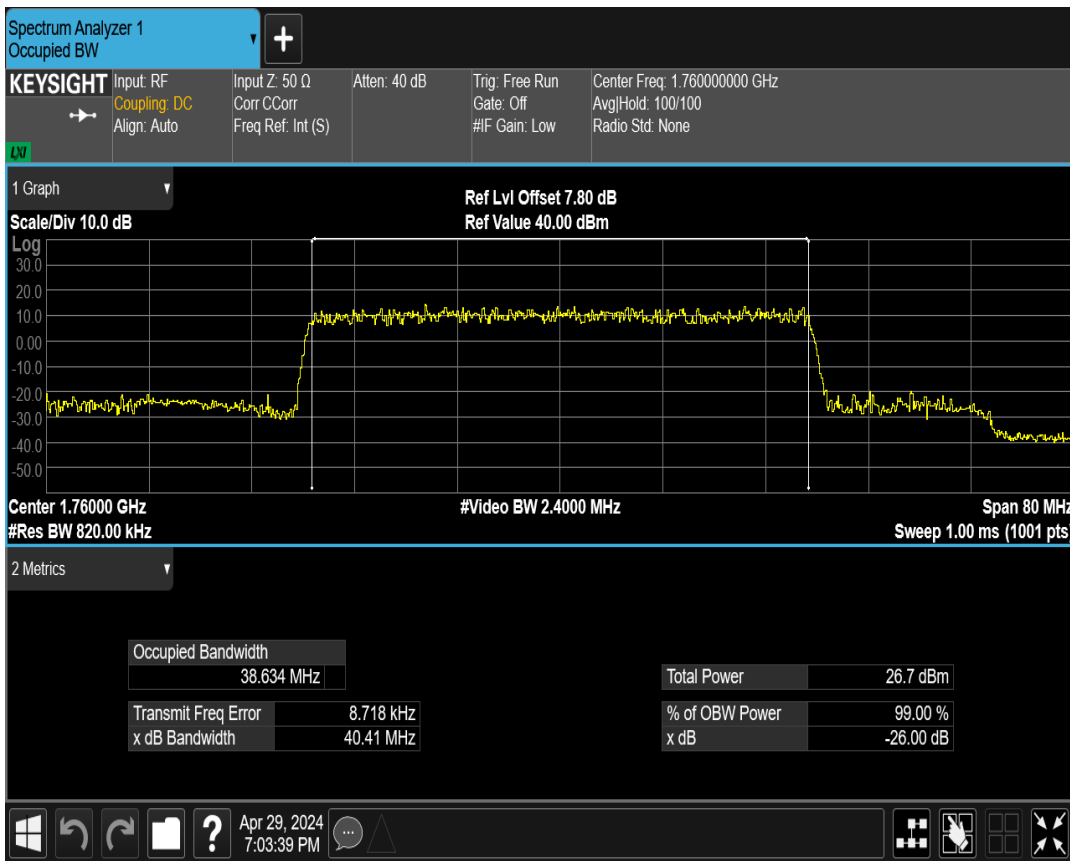 Spectrum Analyzer 1
Occupied BW
KEYSIGHT
LXI
Input: RF
Coupling: DC
Align: Auto
Input Z: 50 Ω
Corr CCorr
Freq Ref: Int (S)
Atten: 40 dB
Trig: Free Run
Gate: Off
#IF Gain: Low
Center Freq: 1.760000000 GHz
Avg|Hold: 100/100
Radio Std: None
1 Graph
Scale/Div 10.0 dB
Ref Lvl Offset 7.80 dB
Ref Value 40.00 dBm
Log
30.0
20.0
10.0
0.00
-10.0
-20.0
-30.0
-40.0
-50.0
Center 1.76000 GHz
#Video BW 2.4000 MHz
Span 80 MHz
#Res BW 820.00 kHz
Sweep 1.00 ms (1001 pts)
2 Metrics
Occupied Bandwidth
38.634 MHz
Total Power 26.7 dBm
Transmit Freq Error 8.718 kHz
% of OBW Power 99.00 %
x dB Bandwidth 40.41 MHz
x dB -26.00 dB
?
Apr 29, 2024
7:03:39 PM